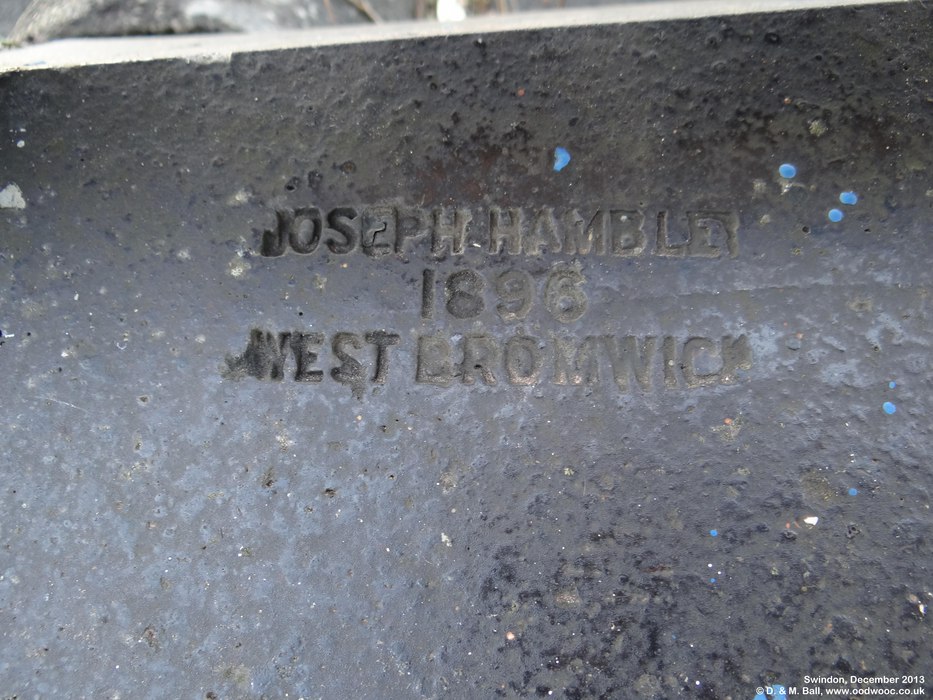 JOSEPH HAMBLET
1896
WEST BROMWICH
Swindon, December 2013
© D. & M. Ball, www.oodwooc.co.uk